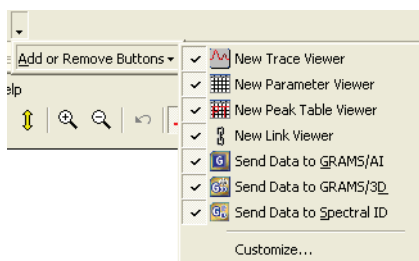 Add or Remove Buttons
elp
New Trace Viewer
New Parameter Viewer
New Peak Table Viewer
New Link Viewer
Send Data to GRAMS/AI
Send Data to GRAMS/3D
Send Data to Spectral ID
Customize...